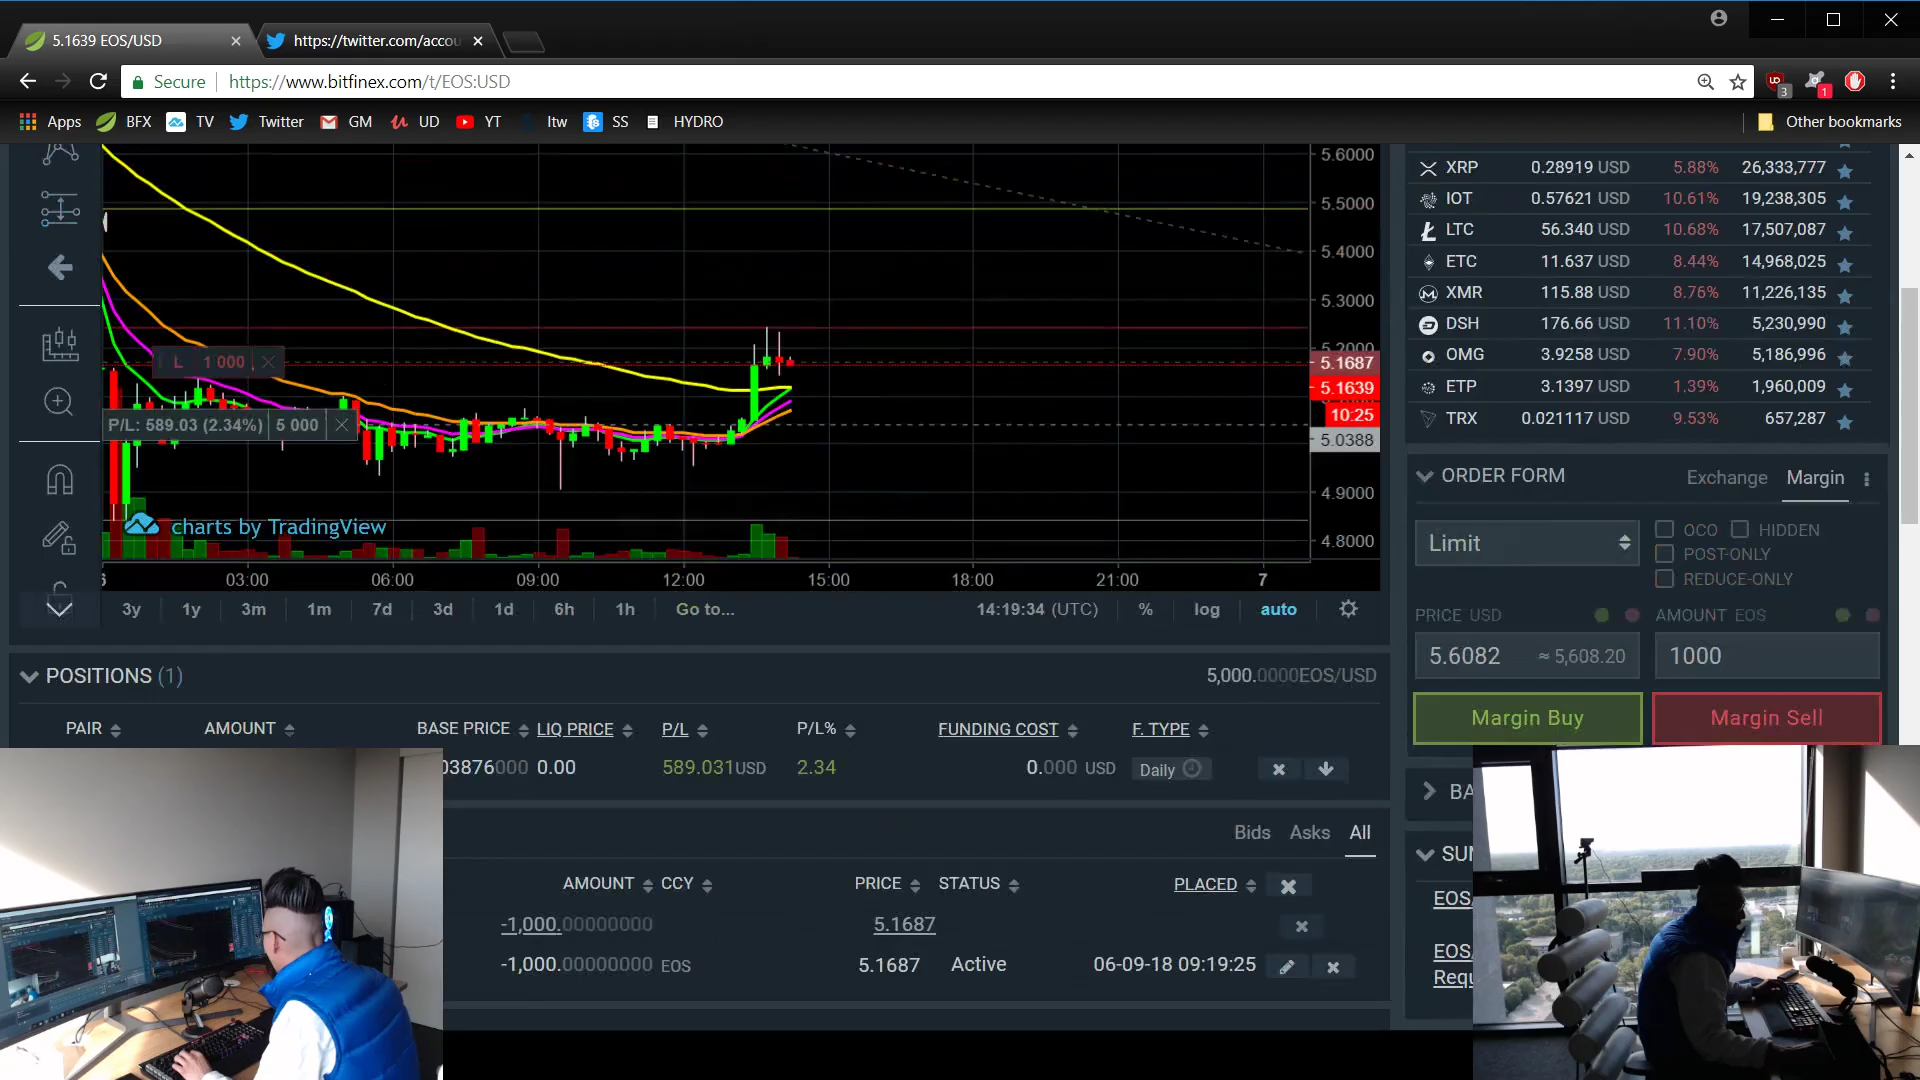 5.1639 EOS/USD
https://twitter.com/accou
Secure https://www.bitfinex.com/t/EOS:USD
3
1
Apps BFX TV Twitter GM UD YT Itw SS HYDRO
Other bookmarks
5.6000
5.5000
5.4000
5.3000
5.2000
5.1687
5.1639
10:25
5.0388
4.9000
4.8000
L 1 000
P/L: 589.03 (2.34%) 5 000
charts by TradingView
6 03:00 06:00 09:00 12:00 15:00 18:00 21:00 7
3y 1y 3m 1m 7d 3d 1d 6h 1h Go to...
14:19:34 (UTC) % log auto
XRP 0.28919 USD 5.88% 26,333,777
IOT 0.57621 USD 10.61% 19,238,305
LTC 56.340 USD 10.68% 17,507,087
ETC 11.637 USD 8.44% 14,968,025
XMR 115.88 USD 8.76% 11,226,135
DSH 176.66 USD 11.10% 5,230,990
OMG 3.9258 USD 7.90% 5,186,996
ETP 3.1397 USD 1.39% 1,960,009
TRX 0.021117 USD 9.53% 657,287
ORDER FORM Exchange Margin
Limit
OCO HIDDEN
POST-ONLY
REDUCE-ONLY
PRICE USD AMOUNT EOS
5.6082 ≈ 5,608.20 1000
Margin Buy Margin Sell
BA
SUM
EOS/
EOS/
Requ
POSITIONS (1) 5,000.0000EOS/USD
PAIR AMOUNT BASE PRICE LIQ PRICE P/L P/L% FUNDING COST F. TYPE
03876000 0.00 589.031USD 2.34 0.000 USD Daily
Bids Asks All
AMOUNT CCY PRICE STATUS PLACED
-1,000.00000000 5.1687
-1,000.00000000 EOS 5.1687 Active 06-09-18 09:19:25